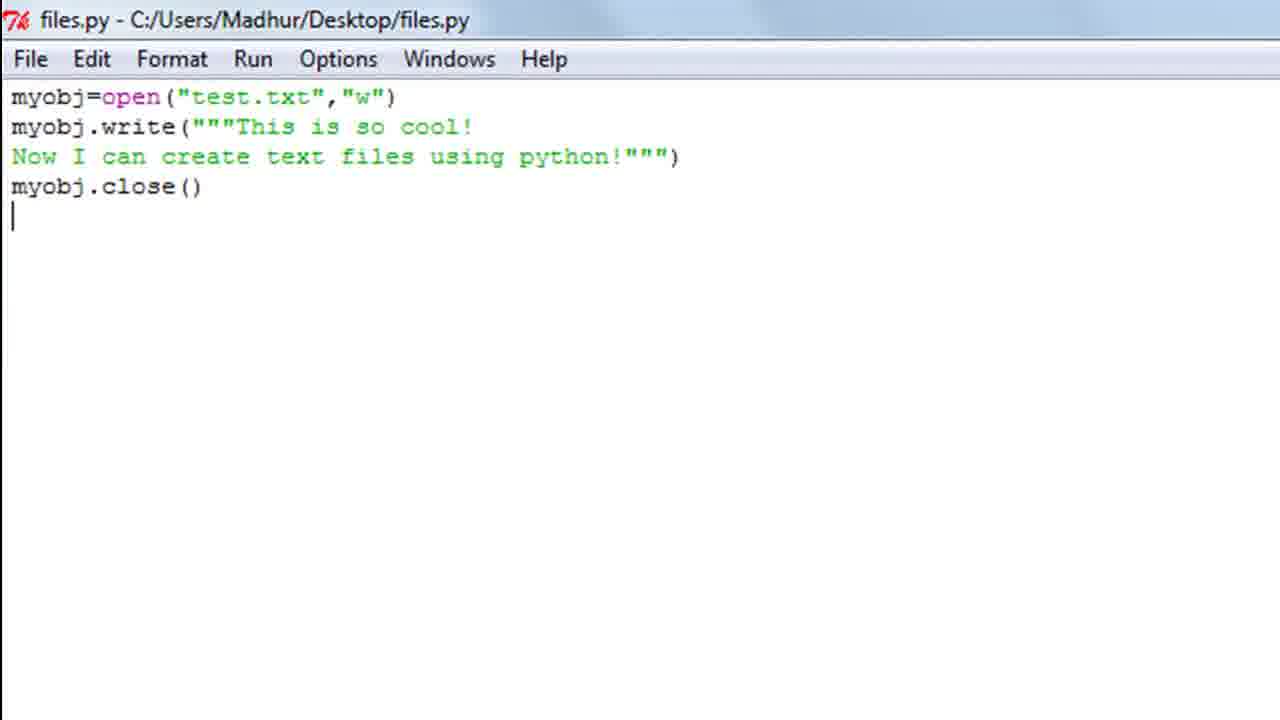 files.py - C:/Users/Madhur/Desktop/files.py
File Edit Format Run Options Windows Help
myobj=open("test.txt","w")
myobj.write("""This is so cool!
Now I can create text files using python!""")
myobj.close()